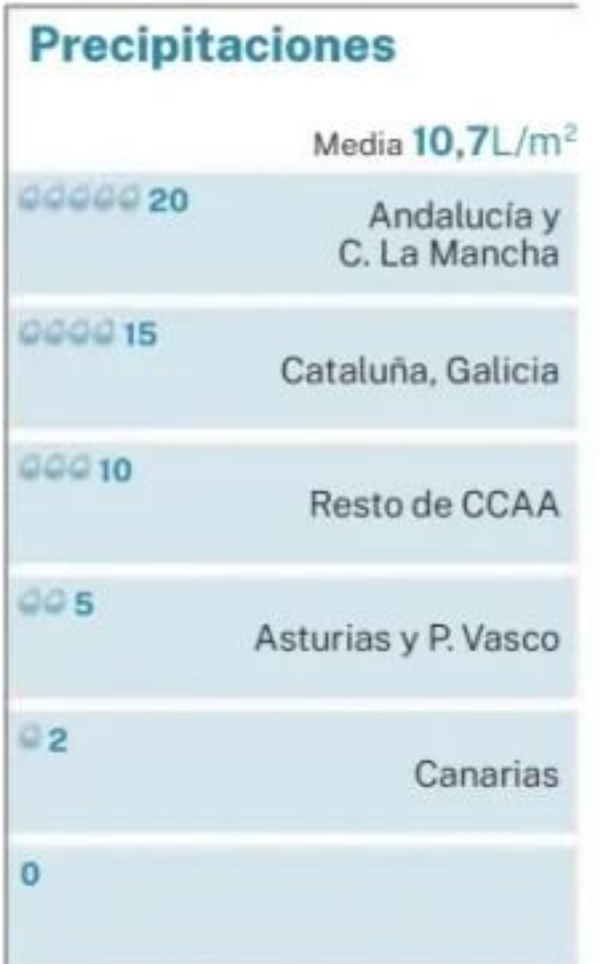 Precipitaciones
Media 10,7L/m²
20
Andalucía y
C. La Mancha
15
Cataluña, Galicia
10
Resto de CCAA
5
Asturias y P. Vasco
2
Canarias
0